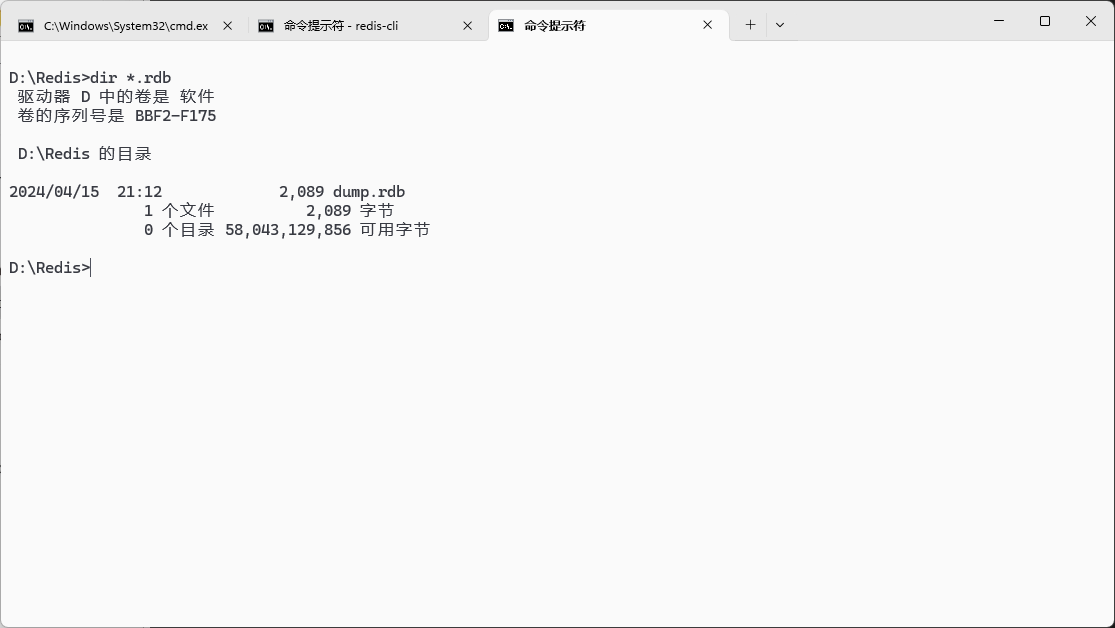 C:\Windows\System32\cmd.ex
命令提示符 - redis-cli
命令提示符
D:\Redis>dir *.rdb
驱动器 D 中的卷是 软件
卷的序列号是 BBF2-F175
D:\Redis 的目录
2024/04/15  21:12             2,089 dump.rdb
1 个文件          2,089 字节
0 个目录 58,043,129,856 可用字节
D:\Redis>